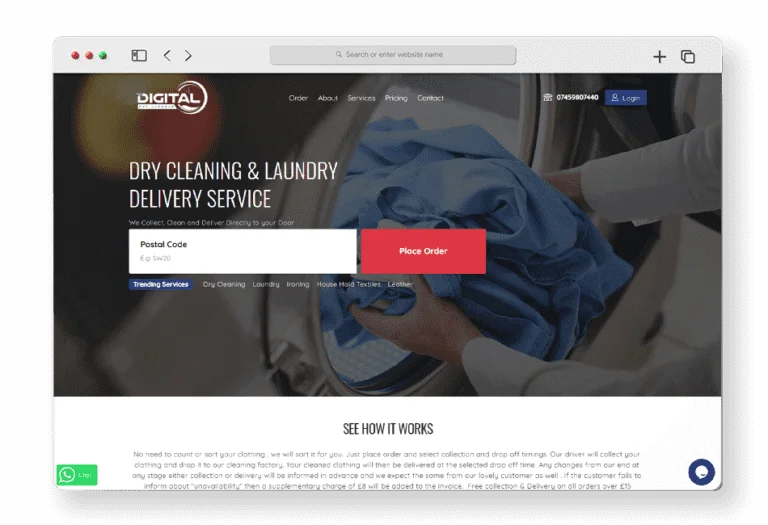 Search or enter website name
DIGITAL
DRY CLEANER
Order About Services Pricing Contact
07459807440
Login
DRY CLEANING & LAUNDRY
DELIVERY SERVICE
We Collect, Clean and Deliver Directly to your Door
Postal Code
E.g: SW20
Place Order
Trending Services Dry Cleaning Laundry Ironing House Hold Textiles Leather
SEE HOW IT WORKS
No need to count or sort your clothing ; we will sort it for you. Just place order and select collection and drop off timings. Our driver will collect your
clothing and drop it to our cleaning factory. Your cleaned clothing will then be delivered at the selected drop off time. Any changes from our end at
any stage either collection or delivery will be informed in advance and we expect the same from our lovely customer as well . If the customer fails to
inform about "unavailability" then a supplementary charge of £8 will be added to the invoice. Free collection & Delivery on all orders over £15
Chat